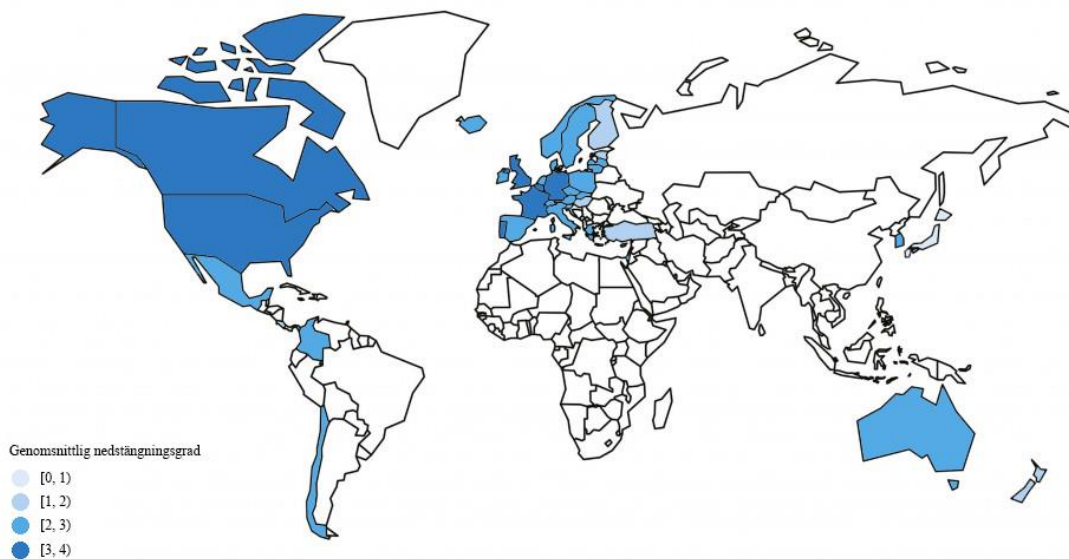 Genomsnittlig nedstängningsgrad
[0, 1)
[1, 2)
[2, 3)
[3, 4)